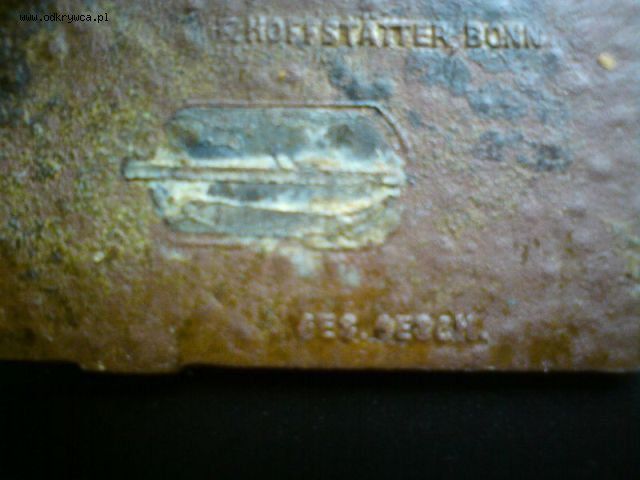 www.odkrywca.pl
HOFFSTÄTTER, BONN.
GES. GESCH.